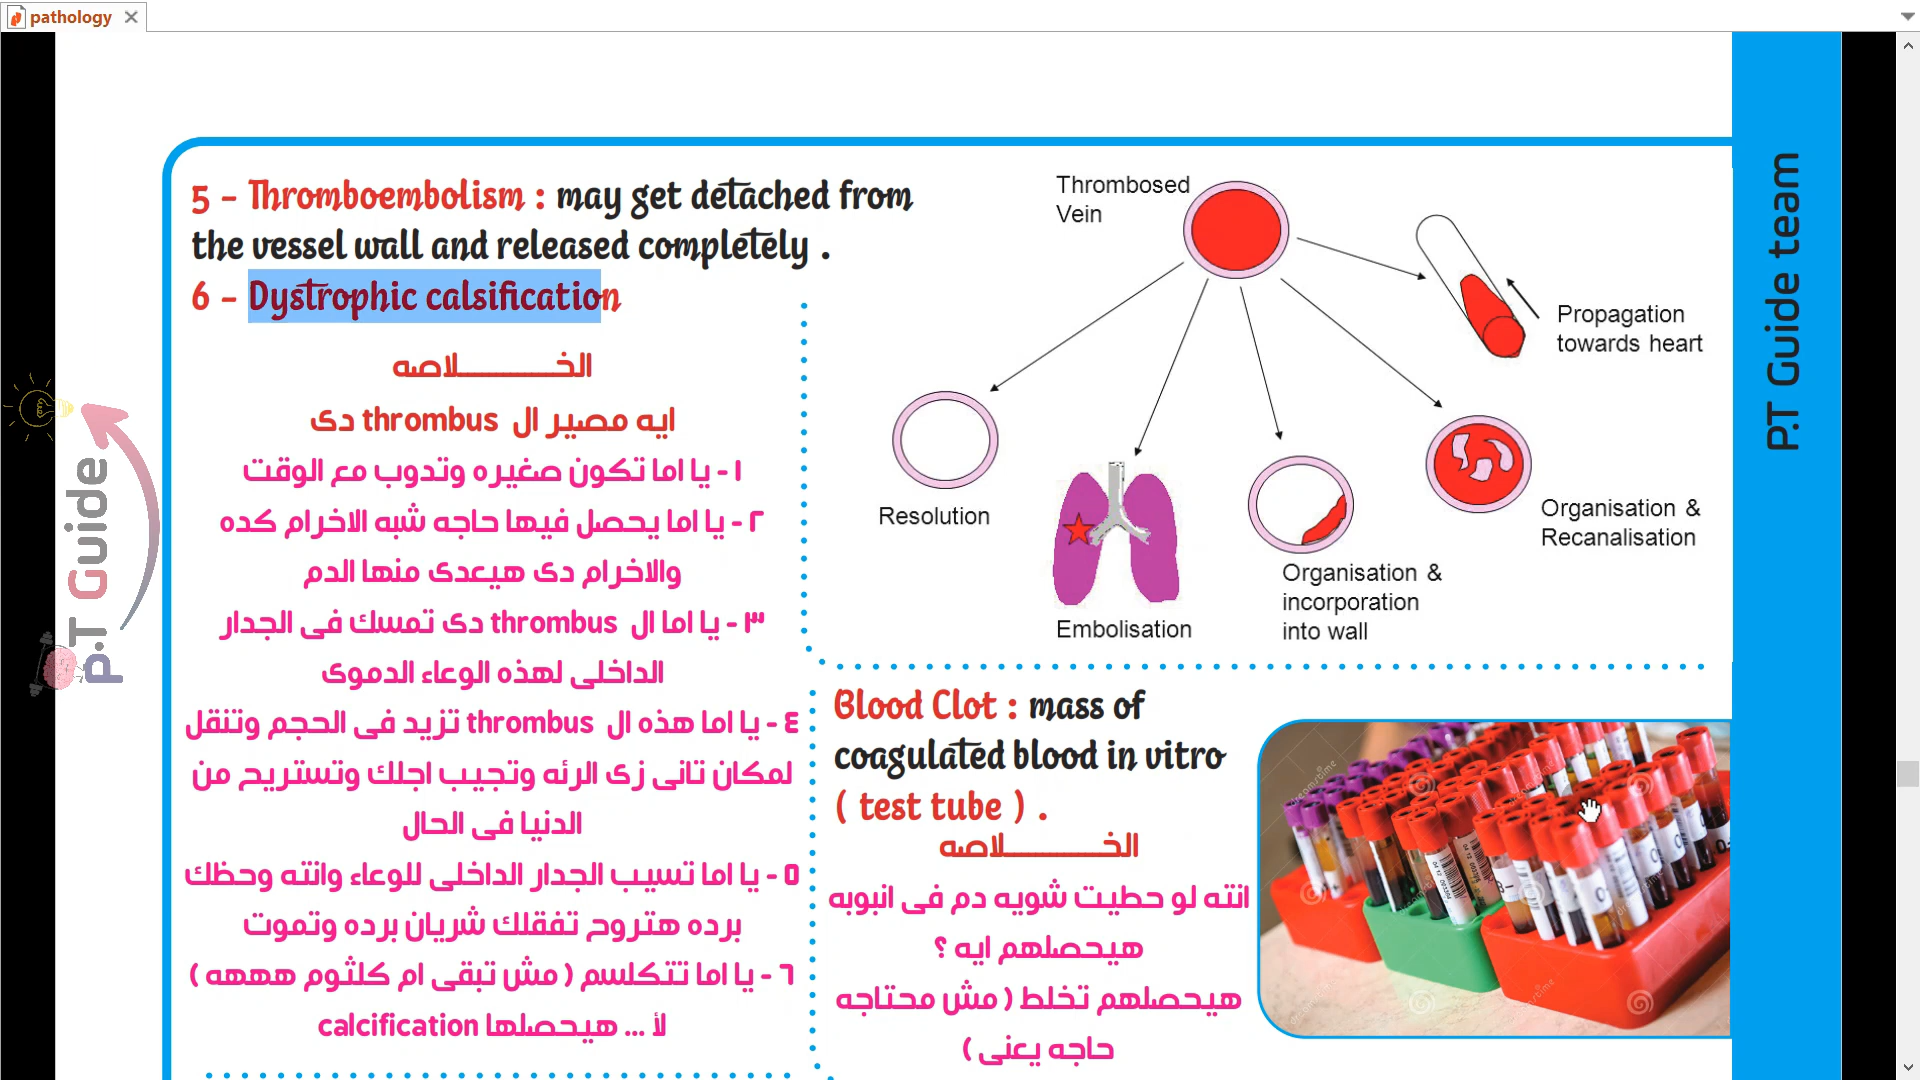 pathology
5 - Thromboembolism : may get detached from
the vessel wall and released completely .
6 - Dystrophic calsification
الخـــــــــــلاصه
ايه مصير ال thrombus دى
١- يا اما تكون صغيره وتدوب مع الوقت
٢- يا اما يحصل فيها حاجه شبه الاخرام كده
والاخرام دى هيعدى منها الدم
٣- يا اما ال thrombus دى تمسك فى الجدار
الداخلى لهذه الوعاء الدموى
٤- يا اما هذه ال thrombus تزيد فى الحجم وتنقل
لمكان تانى زى الرئه وتجيب اجلك وتستريح من
الدنيا فى الحال
٥- يا اما تسيب الجدار الداخلى للوعاء وانته وحظك
برده هتروح تفقلك شريان برده وتموت
٦- يا اما تتكلسم ( مش تبقى ام كلثوم هههه )
لأ ... هيحصلها calcification
Thrombosed
Vein
Propagation
towards heart
Resolution
Embolisation
Organisation &
incorporation
into wall
Organisation &
Recanalisation
Blood Clot : mass of
coagulated blood in vitro
( test tube ) .
الخـــــــــــلاصه
انته لو حطيت شويه دم فى انبوبه
هيحصلهم ايه ؟
هيحصلهم تخلط ( مش محتاجه
حاجه يعنى )
P.T Guide team
P.T Guide
dreamstime